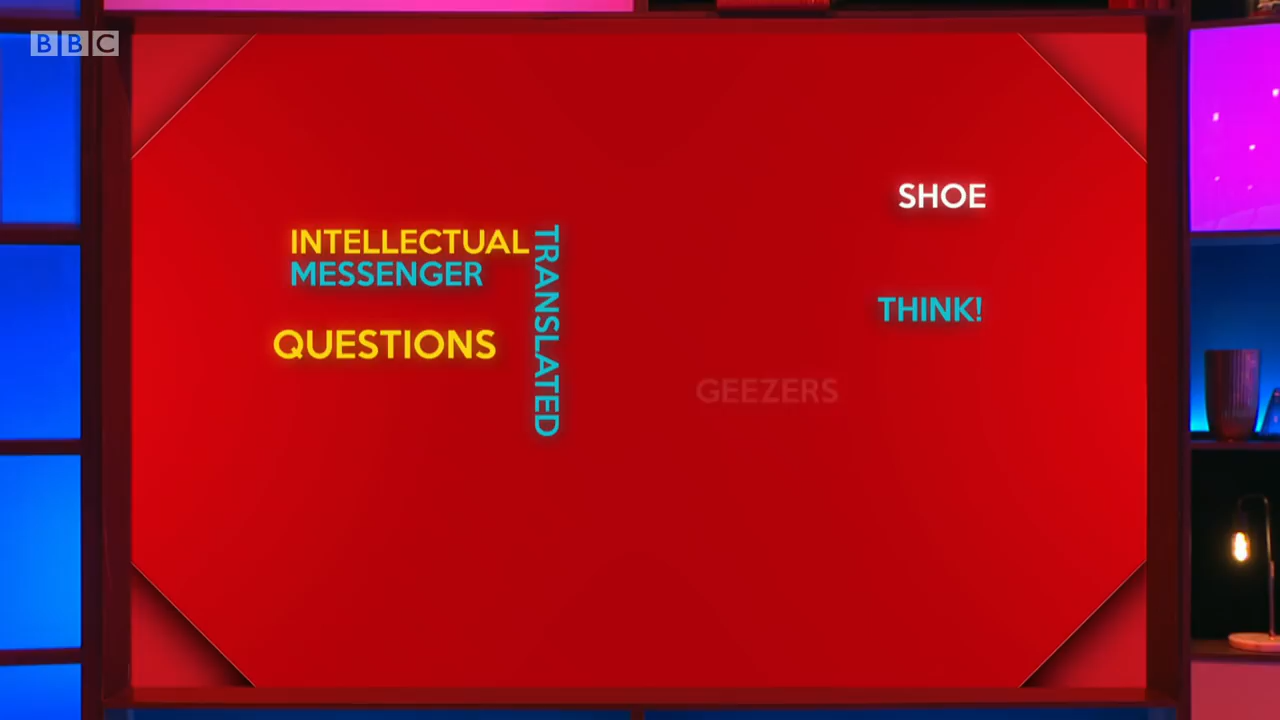 BBC
SHOE
INTELLECTUAL
MESSENGER
TRANSLATED
THINK!
QUESTIONS
GEEZERS